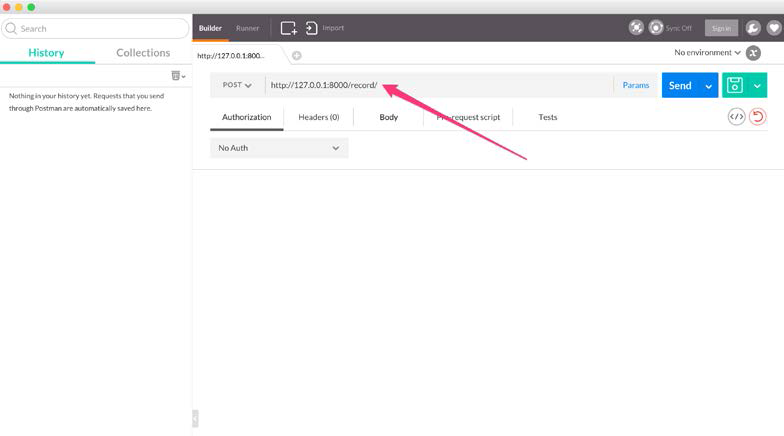 Search
Builder
Runner
Import
Sync Off
Sign in
History
Collections
http://127.0.0.1:800...
No environment
Nothing in your history yet. Requests that you send
through Postman are automatically saved here.
POST
http://127.0.0.1:8000/record/
Params
Send
Authorization
Headers (0)
Body
Pre-request script
Tests
No Auth